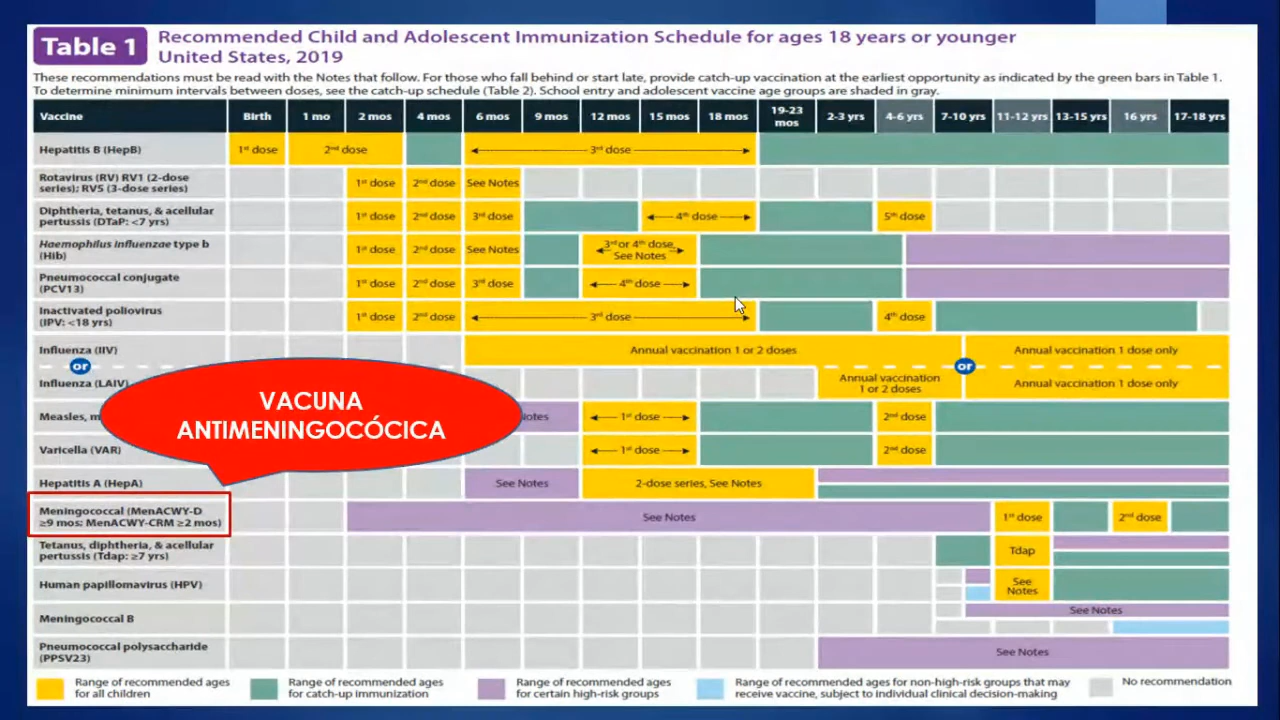 Table 1
Recommended Child and Adolescent Immunization Schedule for ages 18 years or younger
United States, 2019
These recommendations must be read with the Notes that follow. For those who fall behind or start late, provide catch-up vaccination at the earliest opportunity as indicated by the green bars in Table 1.
To determine minimum intervals between doses, see the catch-up schedule (Table 2). School entry and adolescent vaccine age groups are shaded in gray.
Vaccine Birth 1 mo 2 mos 4 mos 6 mos 9 mos 12 mos 15 mos 18 mos 19-23 mos 2-3 yrs 4-6 yrs 7-10 yrs 11-12 yrs 13-15 yrs 16 yrs 17-18 yrs
Hepatitis B (HepB) 1st dose 2nd dose 3rd dose
Rotavirus (RV) RV1 (2-dose
series); RV5 (3-dose series) 1st dose 2nd dose See Notes
Diphtheria, tetanus, & acellular
pertussis (DTaP: <7 yrs) 1st dose 2nd dose 3rd dose 4th dose 5th dose
Haemophilus influenzae type b
(Hib) 1st dose 2nd dose See Notes 3rd or 4th dose,
See Notes
Pneumococcal conjugate
(PCV13) 1st dose 2nd dose 3rd dose 4th dose
Inactivated poliovirus
(IPV: <18 yrs) 1st dose 2nd dose 3rd dose 4th dose
Influenza (IIV) Annual vaccination 1 or 2 doses Annual vaccination 1 dose only
or or
Influenza (LAIV) Annual vaccination
1 or 2 doses Annual vaccination 1 dose only
VACUNA
ANTIMENINGOCÓCICA
Measles, 1st dose 2nd dose
Varicella (VAR) 1st dose 2nd dose
Hepatitis A (HepA) See Notes 2-dose series, See Notes
Meningococcal (MenACWY-D
≥9 mos; MenACWY-CRM ≥2 mos) See Notes 1st dose 2nd dose
Tetanus, diphtheria, & acellular
pertussis (Tdap: ≥7 yrs) Tdap
Human papillomavirus (HPV) See
Notes
Meningococcal B See Notes
Pneumococcal polysaccharide
(PPSV23) See Notes
Range of recommended ages
for all children
Range of recommended ages
for catch-up immunization
Range of recommended ages
for certain high-risk groups
Range of recommended ages for non-high-risk groups that may
receive vaccine, subject to individual clinical decision-making
No recommendation